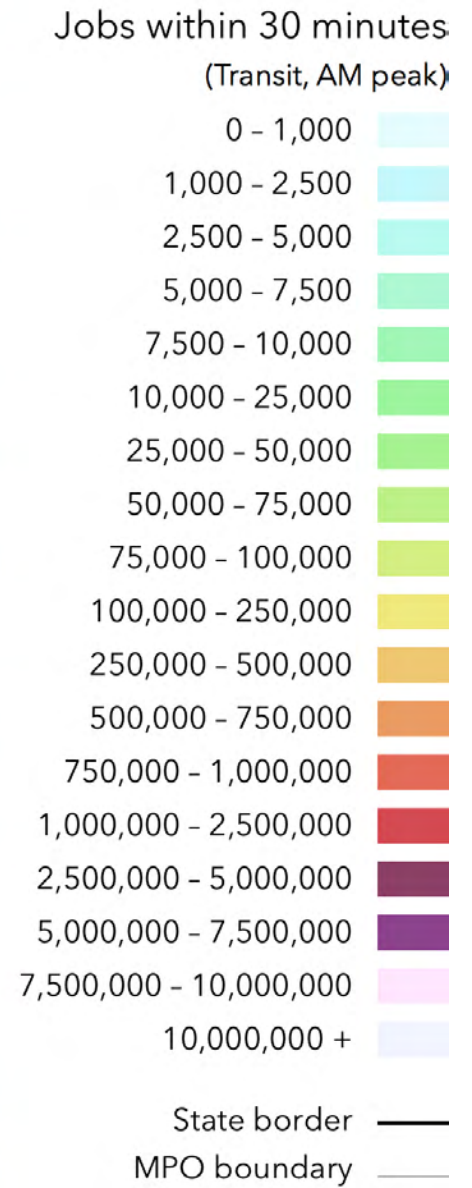 Jobs within 30 minutes
(Transit, AM peak)
0 – 1,000
1,000 – 2,500
2,500 – 5,000
5,000 – 7,500
7,500 – 10,000
10,000 – 25,000
25,000 – 50,000
50,000 – 75,000
75,000 – 100,000
100,000 – 250,000
250,000 – 500,000
500,000 – 750,000
750,000 – 1,000,000
1,000,000 – 2,500,000
2,500,000 – 5,000,000
5,000,000 – 7,500,000
7,500,000 – 10,000,000
10,000,000 +
State border
MPO boundary